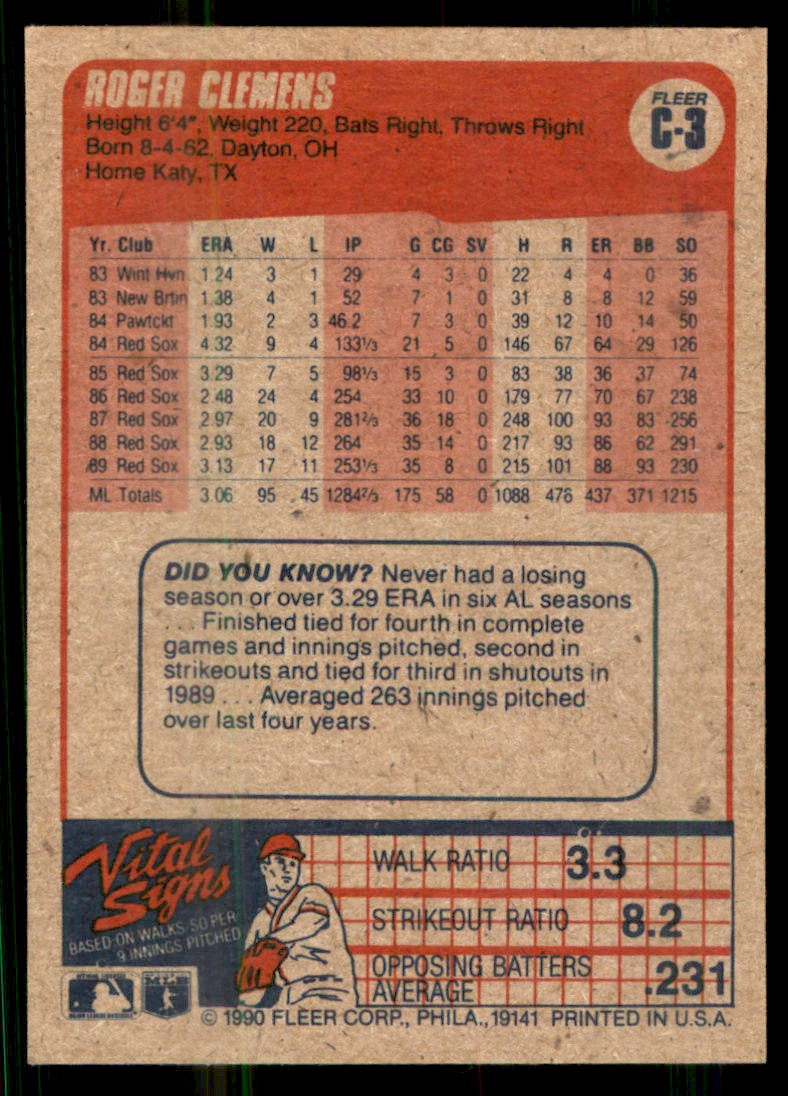 ROGER CLEMENS
Height 6'4", Weight 220, Bats Right, Throws Right
Born 8-4-62, Dayton, OH
Home Katy, TX
FLEER
C-3
Yr. Club ERA W L IP G CG SV H R ER BB SO
83 Wint Hvn 1.24 3 1 29 4 3 0 22 4 4 0 36
83 New Brtin 1.38 4 1 52 7 1 0 31 8 8 12 59
84 Pawtckt 1.93 2 3 46.2 7 3 0 39 12 10 14 50
84 Red Sox 4.32 9 4 133⅓ 21 5 0 146 67 64 29 126
85 Red Sox 3.29 7 5 98⅓ 15 3 0 83 38 36 37 74
86 Red Sox 2.48 24 4 254 33 10 0 179 77 70 67 238
87 Red Sox 2.97 20 9 281⅔ 36 18 0 248 100 93 83 256
88 Red Sox 2.93 18 12 264 35 14 0 217 93 86 62 291
89 Red Sox 3.13 17 11 253⅓ 35 8 0 215 101 88 93 230
ML Totals 3.06 95 45 1284⅔ 175 58 0 1088 476 437 371 1215
DID YOU KNOW? Never had a losing
season or over 3.29 ERA in six AL seasons
. . . Finished tied for fourth in complete
games and innings pitched, second in
strikeouts and tied for third in shutouts in
1989 . . . Averaged 263 innings pitched
over last four years.
Vital
Signs
BASED ON WALKS-SO PER
9 INNINGS PITCHED
WALK RATIO 3.3
STRIKEOUT RATIO 8.2
OPPOSING BATTERS
AVERAGE .231
MLB
© 1990 FLEER CORP., PHILA., 19141 PRINTED IN U.S.A.